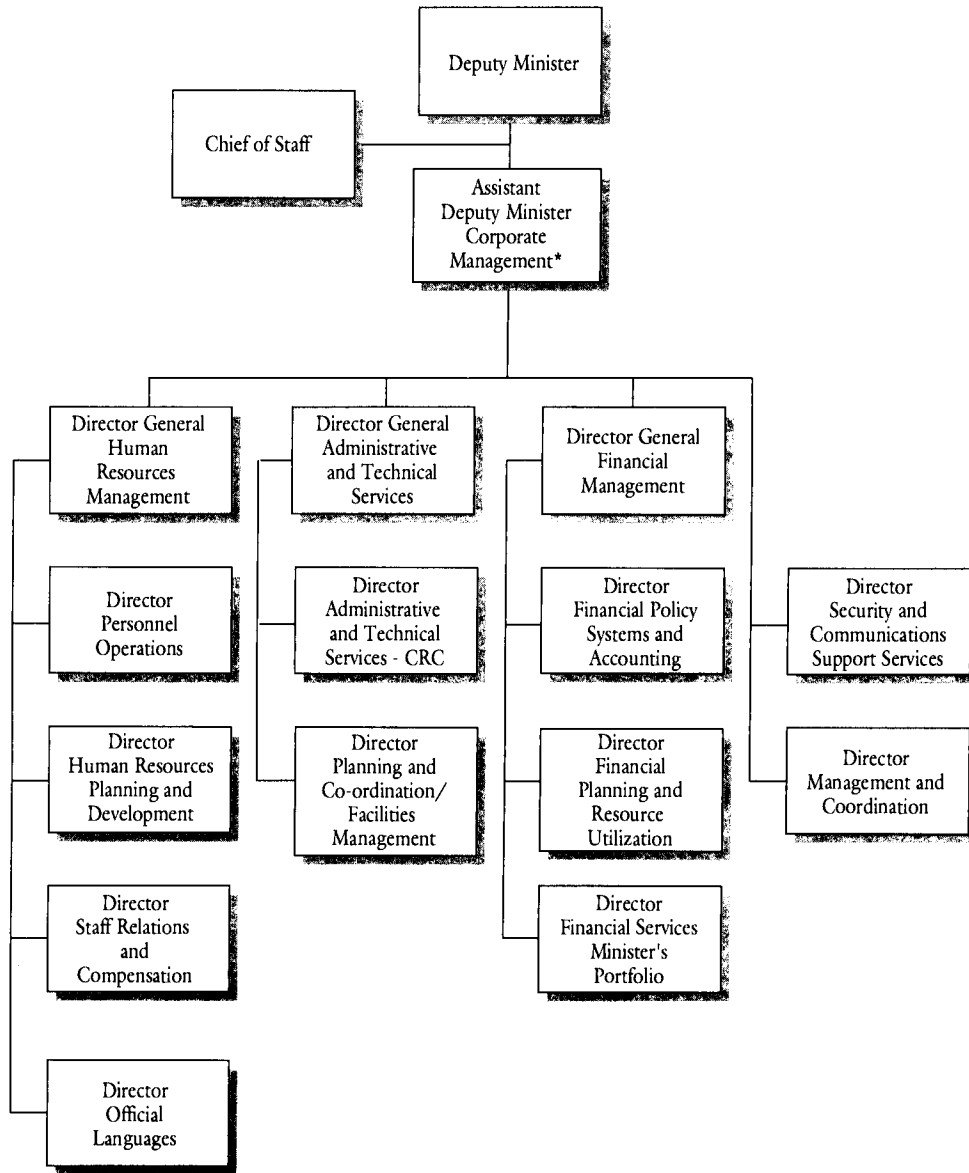 Deputy Minister
Chief of Staff
Assistant
Deputy Minister
Corporate
Management*
Director General
Human
Resources
Management
Director General
Administrative
and Technical
Services
Director General
Financial
Management
Director
Personnel
Operations
Director
Administrative
and Technical
Services - CRC
Director
Financial Policy
Systems and
Accounting
Director
Security and
Communications
Support Services
Director
Human Resources
Planning and
Development
Director
Planning and
Co-ordination/
Facilities
Management
Director
Financial
Planning and
Resource
Utilization
Director
Management and
Coordination
Director
Staff Relations
and
Compensation
Director
Financial Services
Minister's
Portfolio
Director
Official
Languages